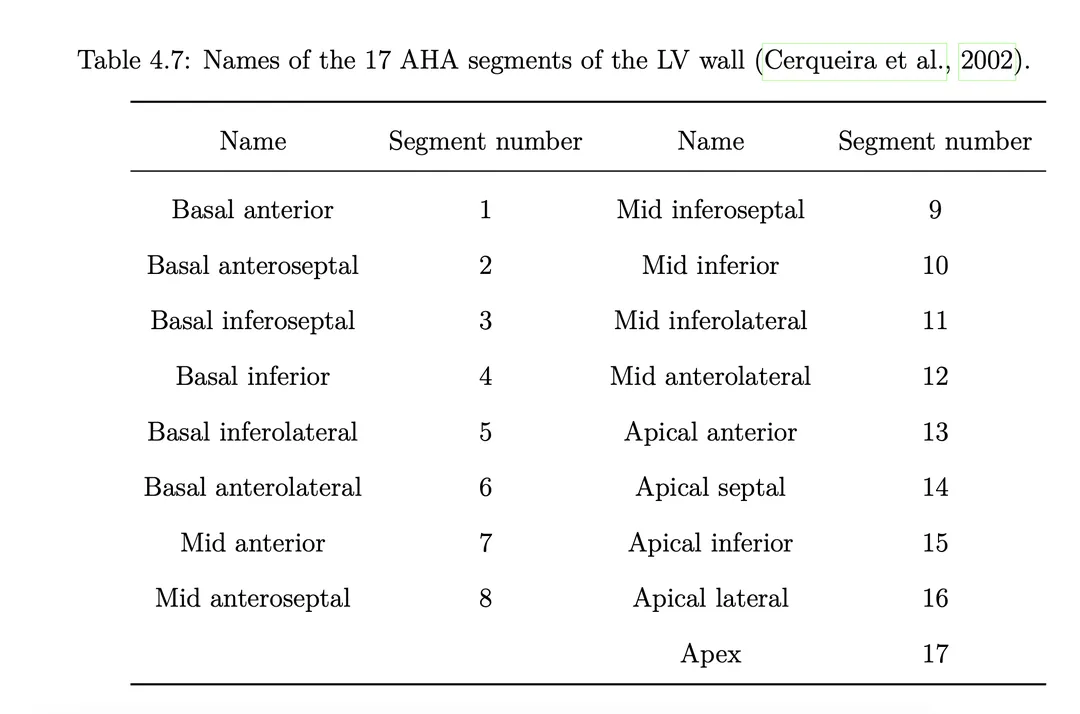 Table 4.7: Names of the 17 AHA segments of the LV wall (Cerqueira et al., 2002).
Name Segment number Name Segment number
Basal anterior 1 Mid inferoseptal 9
Basal anteroseptal 2 Mid inferior 10
Basal inferoseptal 3 Mid inferolateral 11
Basal inferior 4 Mid anterolateral 12
Basal inferolateral 5 Apical anterior 13
Basal anterolateral 6 Apical septal 14
Mid anterior 7 Apical inferior 15
Mid anteroseptal 8 Apical lateral 16
Apex 17